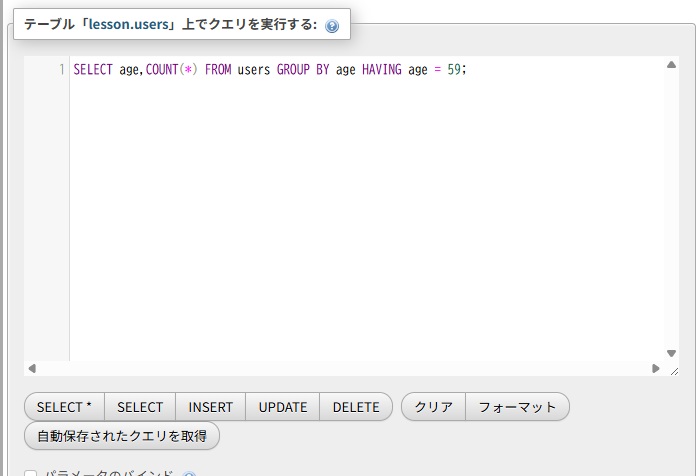 テーブル「lesson.users」上でクエリを実行する:
1 SELECT age,COUNT(*) FROM users GROUP BY age HAVING age = 59;
SELECT * SELECT INSERT UPDATE DELETE クリア フォーマット
自動保存されたクエリを取得
パラメータのバインド